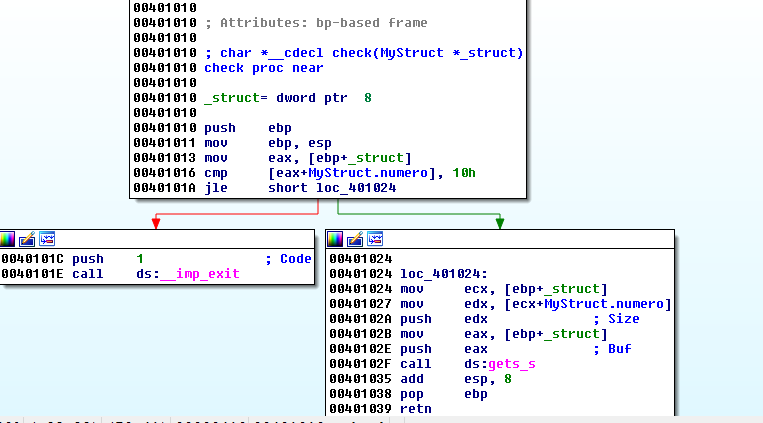 00401010
00401010 ; Attributes: bp-based frame
00401010
00401010 ; char *__cdecl check(MyStruct *_struct)
00401010 check proc near
00401010
00401010 _struct= dword ptr  8
00401010
00401010 push    ebp
00401011 mov     ebp, esp
00401013 mov     eax, [ebp+_struct]
00401016 cmp     [eax+MyStruct.numero], 10h
0040101A jle     short loc_401024
0040101C push    1               ; Code
0040101E call    ds:__imp_exit
00401024
00401024 loc_401024:
00401024 mov     ecx, [ebp+_struct]
00401027 mov     edx, [ecx+MyStruct.numero]
0040102A push    edx             ; Size
0040102B mov     eax, [ebp+_struct]
0040102E push    eax             ; Buf
0040102F call    ds:gets_s
00401035 add     esp, 8
00401038 pop     ebp
00401039 retn